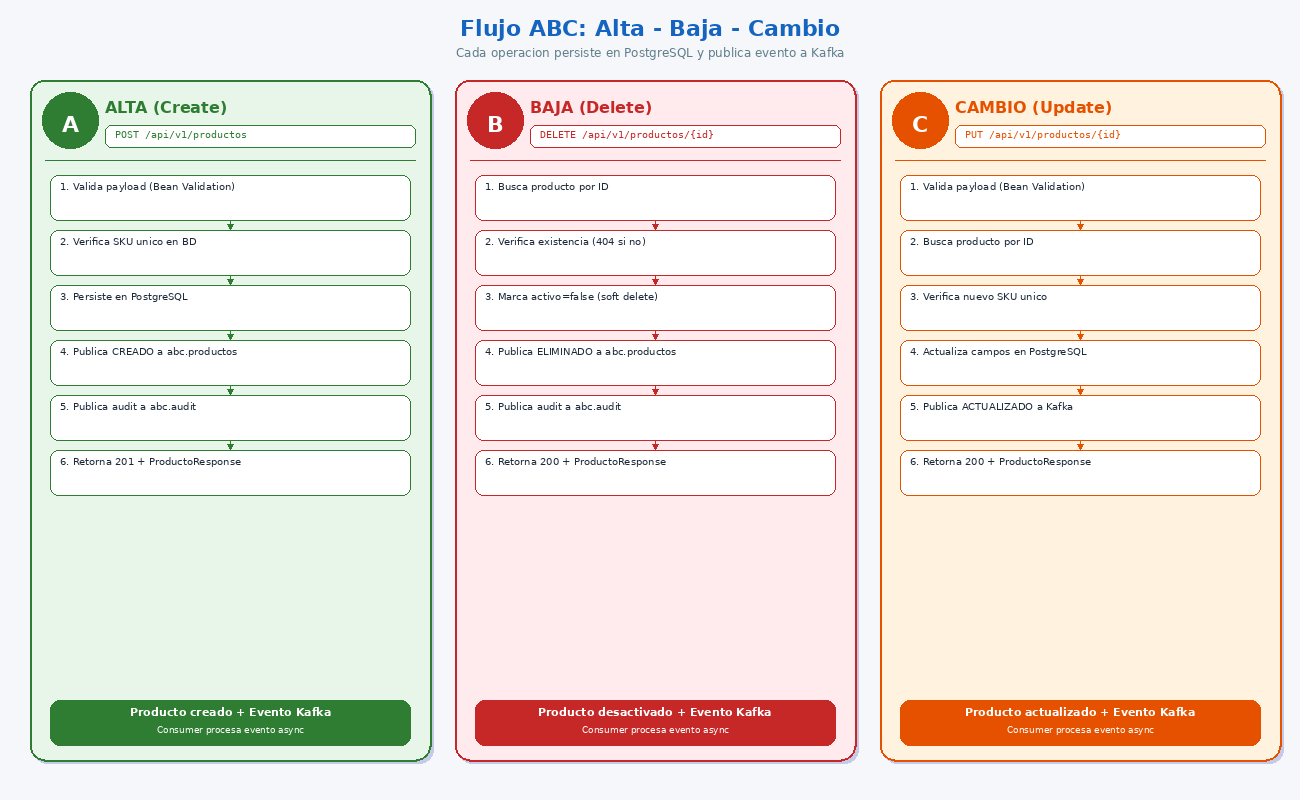 Flujo ABC: Alta - Baja - Cambio
Cada operacion persiste en PostgreSQL y publica evento a Kafka
A
ALTA (Create)
POST /api/v1/productos
1. Valida payload (Bean Validation)
2. Verifica SKU unico en BD
3. Persiste en PostgreSQL
4. Publica CREADO a abc.productos
5. Publica audit a abc.audit
6. Retorna 201 + ProductoResponse
Producto creado + Evento Kafka
Consumer procesa evento async
B
BAJA (Delete)
DELETE /api/v1/productos/{id}
1. Busca producto por ID
2. Verifica existencia (404 si no)
3. Marca activo=false (soft delete)
4. Publica ELIMINADO a abc.productos
5. Publica audit a abc.audit
6. Retorna 200 + ProductoResponse
Producto desactivado + Evento Kafka
Consumer procesa evento async
C
CAMBIO (Update)
PUT /api/v1/productos/{id}
1. Valida payload (Bean Validation)
2. Busca producto por ID
3. Verifica nuevo SKU unico
4. Actualiza campos en PostgreSQL
5. Publica ACTUALIZADO a Kafka
6. Retorna 200 + ProductoResponse
Producto actualizado + Evento Kafka
Consumer procesa evento async